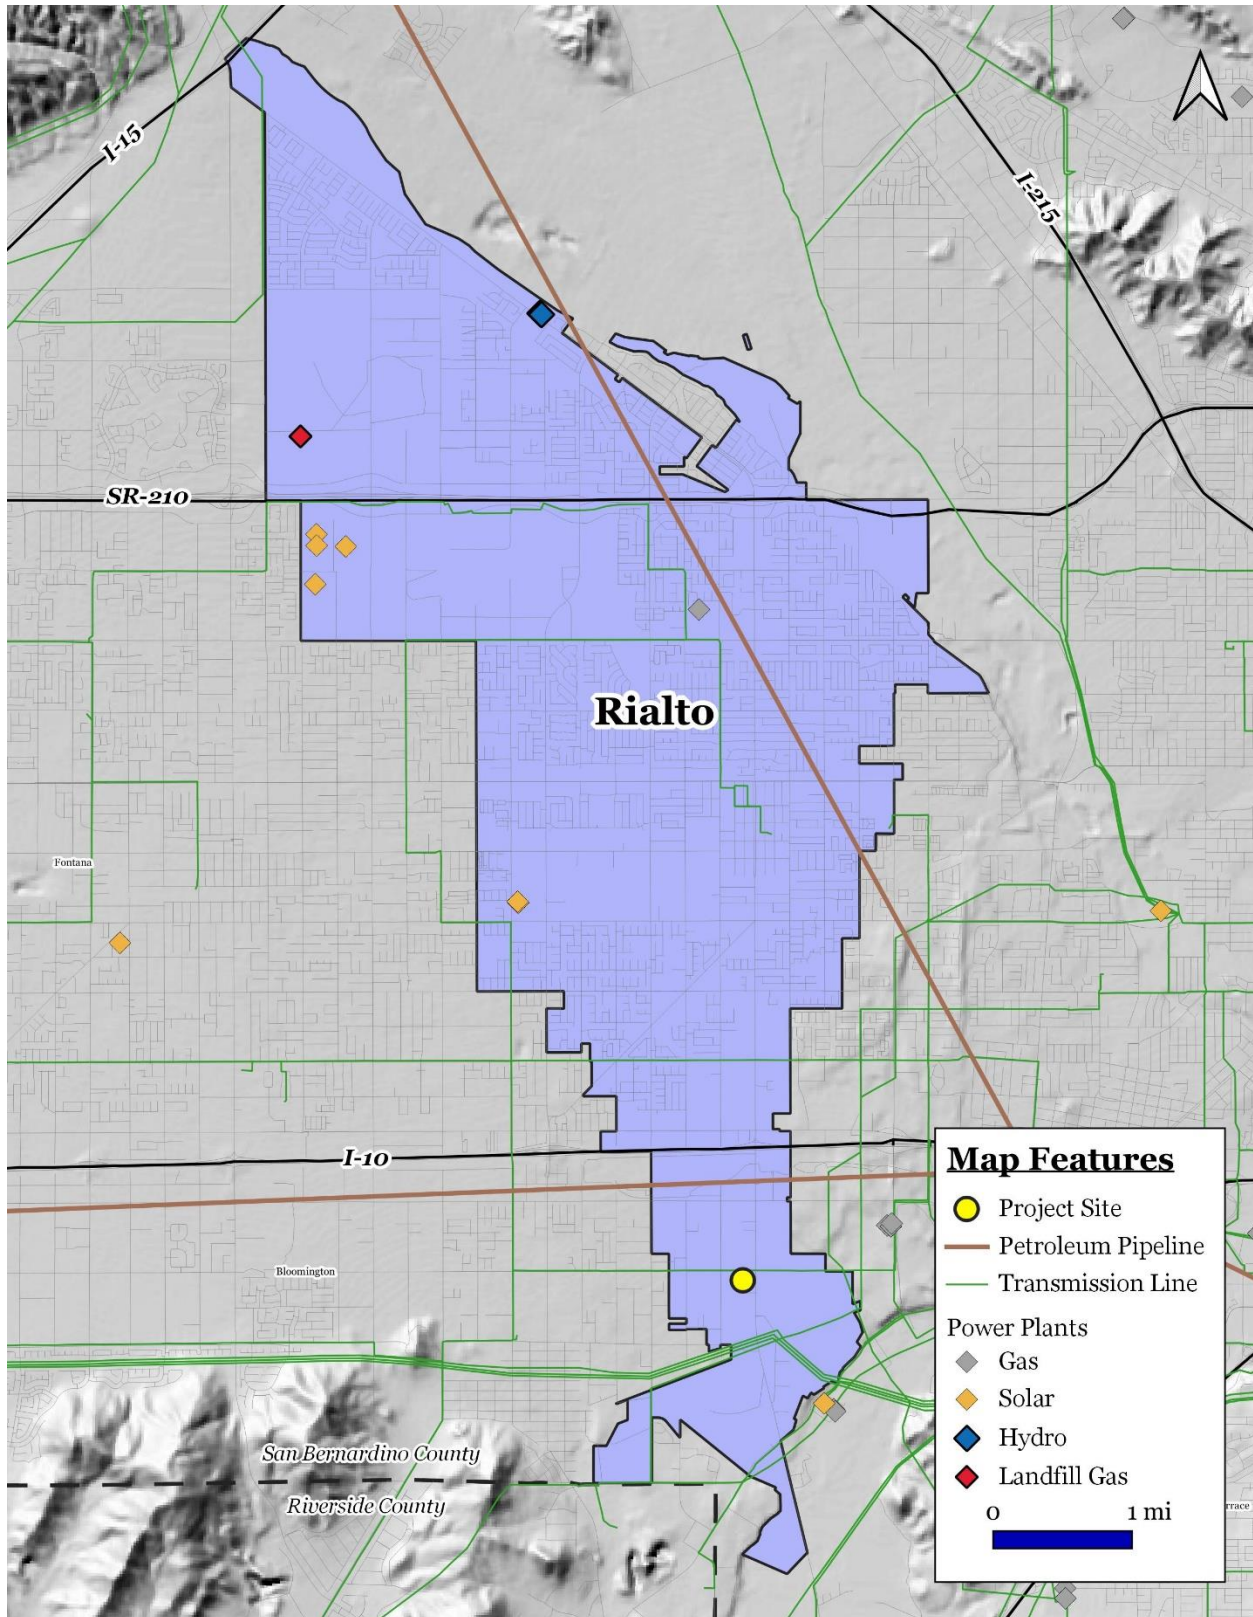 I-15
I-215
SR-210
Rialto
Fontana
I-10
Bloomington
San Bernardino County
Riverside County
Map Features
Project Site
Petroleum Pipeline
Transmission Line
Power Plants
Gas
Solar
Hydro
Landfill Gas
0 1 mi
rrace